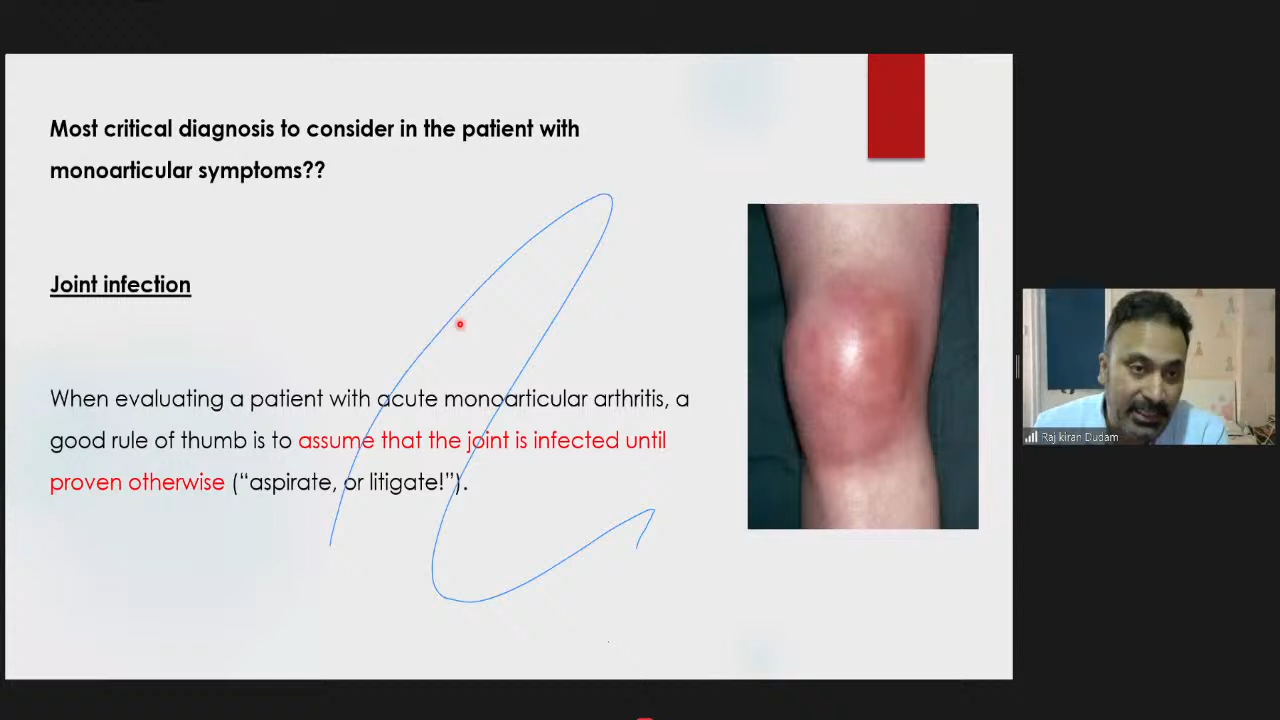 Most critical diagnosis to consider in the patient with
monoarticular symptoms??
Joint infection
When evaluating a patient with acute monoarticular arthritis, a
good rule of thumb is to assume that the joint is infected until
proven otherwise (“aspirate, or litigate!”).
Raj kiran Dudam